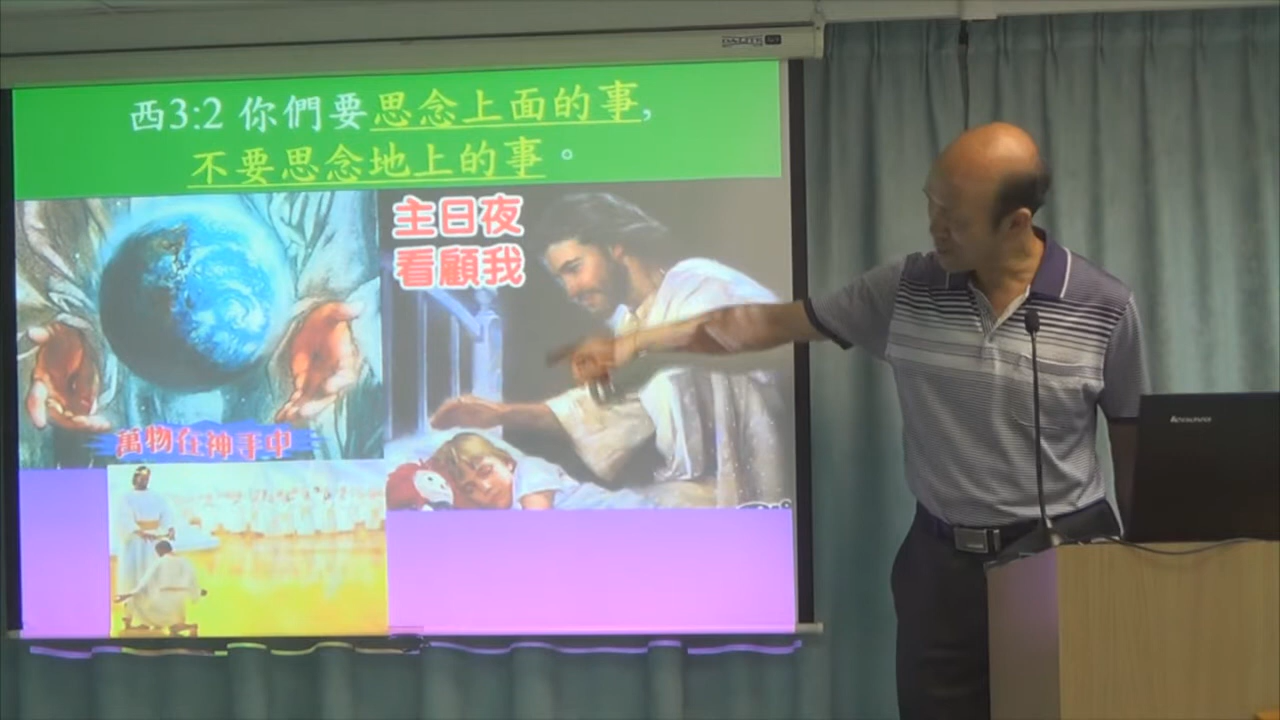 西3:2 你們要思念上面的事,
不要思念地上的事。
主日夜
看顧我
萬物在神手中
lenovo